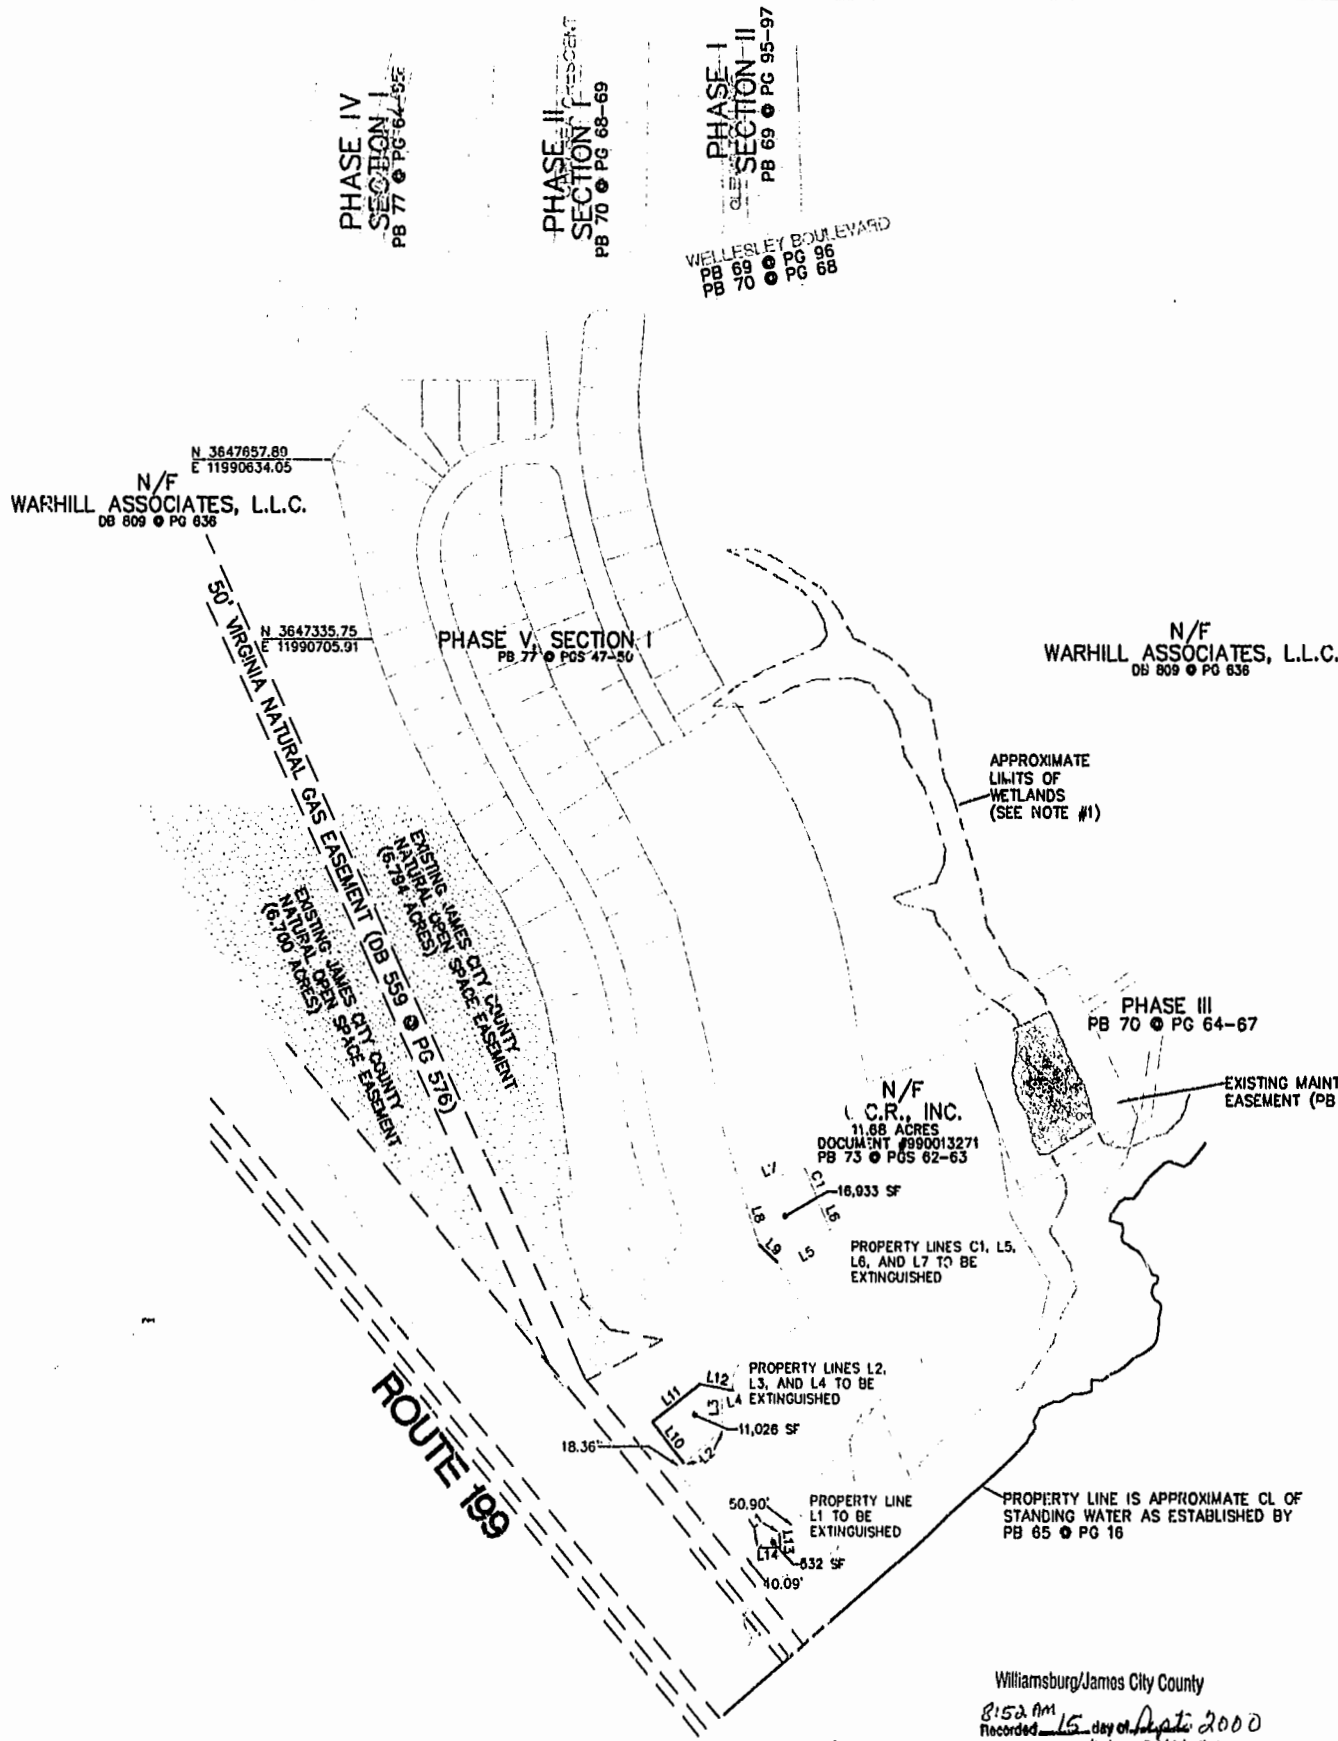 PHASE IV
SECTION I
PB 77 @ PG 64-
PHASE II
SECTION I
PB 70 @ PG 68-69
CRESCENT
PHASE I
SECTION II
PB 69 @ PG 95-97
WELLESLEY BOULEVARD
PB 69 @ PG 96
PB 70 @ PG 68
N 3647657.89
E 11990634.05
N/F
WARHILL ASSOCIATES, L.L.C.
DB 809 @ PG 636
50' VIRGINIA NATURAL GAS EASEMENT (DB 559 @ PG 576)
N 3647335.75
E 11990705.91
PHASE V, SECTION I
PB 77 @ PGS 47-50
N/F
WARHILL ASSOCIATES, L.L.C.
DB 809 @ PG 636
APPROXIMATE
LIMITS OF
WETLANDS
(SEE NOTE #1)
EXISTING JAMES CITY COUNTY
NATURAL OPEN SPACE EASEMENT
(6.794 ACRES)
EXISTING JAMES CITY COUNTY
NATURAL OPEN SPACE EASEMENT
(6.700 ACRES)
PHASE III
PB 70 @ PG 64-67
EXISTING MAINT
EASEMENT (PB
N/F
C.R., INC.
11.68 ACRES
DOCUMENT #990013271
PB 73 @ PGS 62-63
L7
C1
16,933 SF
L8
L6
L9
L5
PROPERTY LINES C1, L5,
L6, AND L7 TO BE
EXTINGUISHED
ROUTE 199
L11
L12
PROPERTY LINES L2,
L3, AND L4 TO BE
EXTINGUISHED
L3
L4
11,026 SF
L10
L2
18.36'
50.90'
PROPERTY LINE
L1 TO BE
EXTINGUISHED
L1
L13
L14
632 SF
40.09'
PROPERTY LINE IS APPROXIMATE CL OF
STANDING WATER AS ESTABLISHED BY
PB 65 @ PG 16
Williamsburg/James City County
8:52 AM
Recorded 15 day of Sept 2000